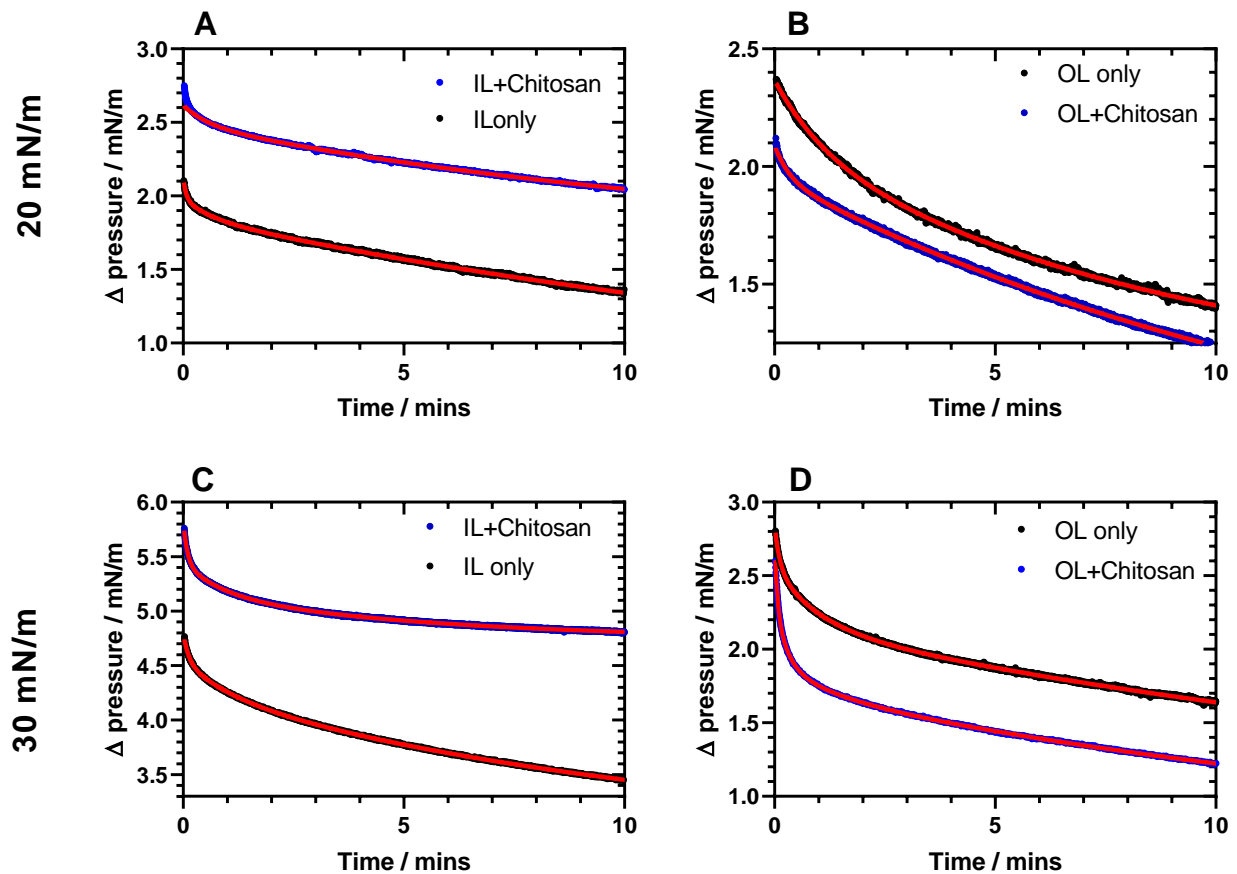 A
B
20 mN/m
Δ pressure / mN/m
3.0
2.5
2.0
1.5
1.0
IL+Chitosan
ILonly
0
5
10
Time / mins
Δ pressure / mN/m
2.5
2.0
1.5
OL only
OL+Chitosan
0
5
10
Time / mins
C
D
30 mN/m
Δ pressure / mN/m
6.0
5.5
5.0
4.5
4.0
3.5
IL+Chitosan
IL only
0
5
10
Time / mins
Δ pressure / mN/m
3.0
2.5
2.0
1.5
1.0
OL only
OL+Chitosan
0
5
10
Time / mins